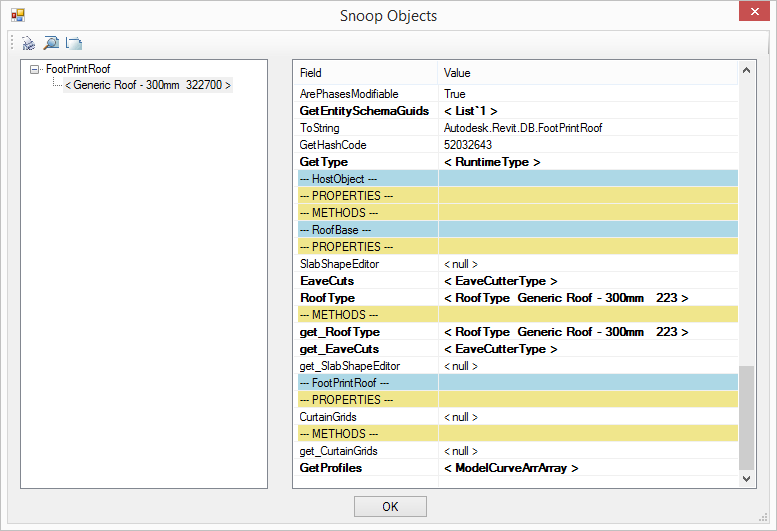 Snoop Objects
FootPrintRoof
< Generic Roof - 300mm 322700 >
Field Value
ArePhasesModifiable True
GetEntitySchemaGuids < List`1 >
ToString Autodesk.Revit.DB.FootPrintRoof
GetHashCode 52032643
GetType < RuntimeType >
--- HostObject ---
--- PROPERTIES ---
--- METHODS ---
--- RoofBase ---
--- PROPERTIES ---
SlabShapeEditor < null >
EaveCuts < EaveCutterType >
RoofType < RoofType Generic Roof - 300mm 223 >
--- METHODS ---
get_RoofType < RoofType Generic Roof - 300mm 223 >
get_EaveCuts < EaveCutterType >
get_SlabShapeEditor < null >
--- FootPrintRoof ---
--- PROPERTIES ---
CurtainGrids < null >
--- METHODS ---
get_CurtainGrids < null >
GetProfiles < ModelCurveArrArray >
OK